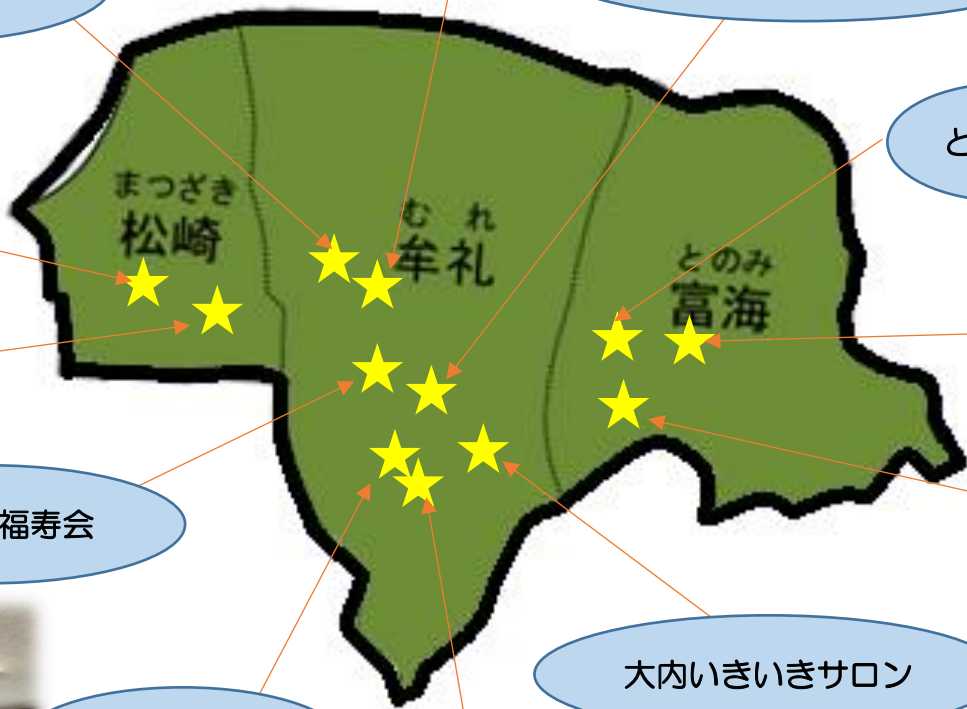 と
まつざき
松崎
むれ
牟礼
とのみ
富海
福寿会
大内いきいきサロン